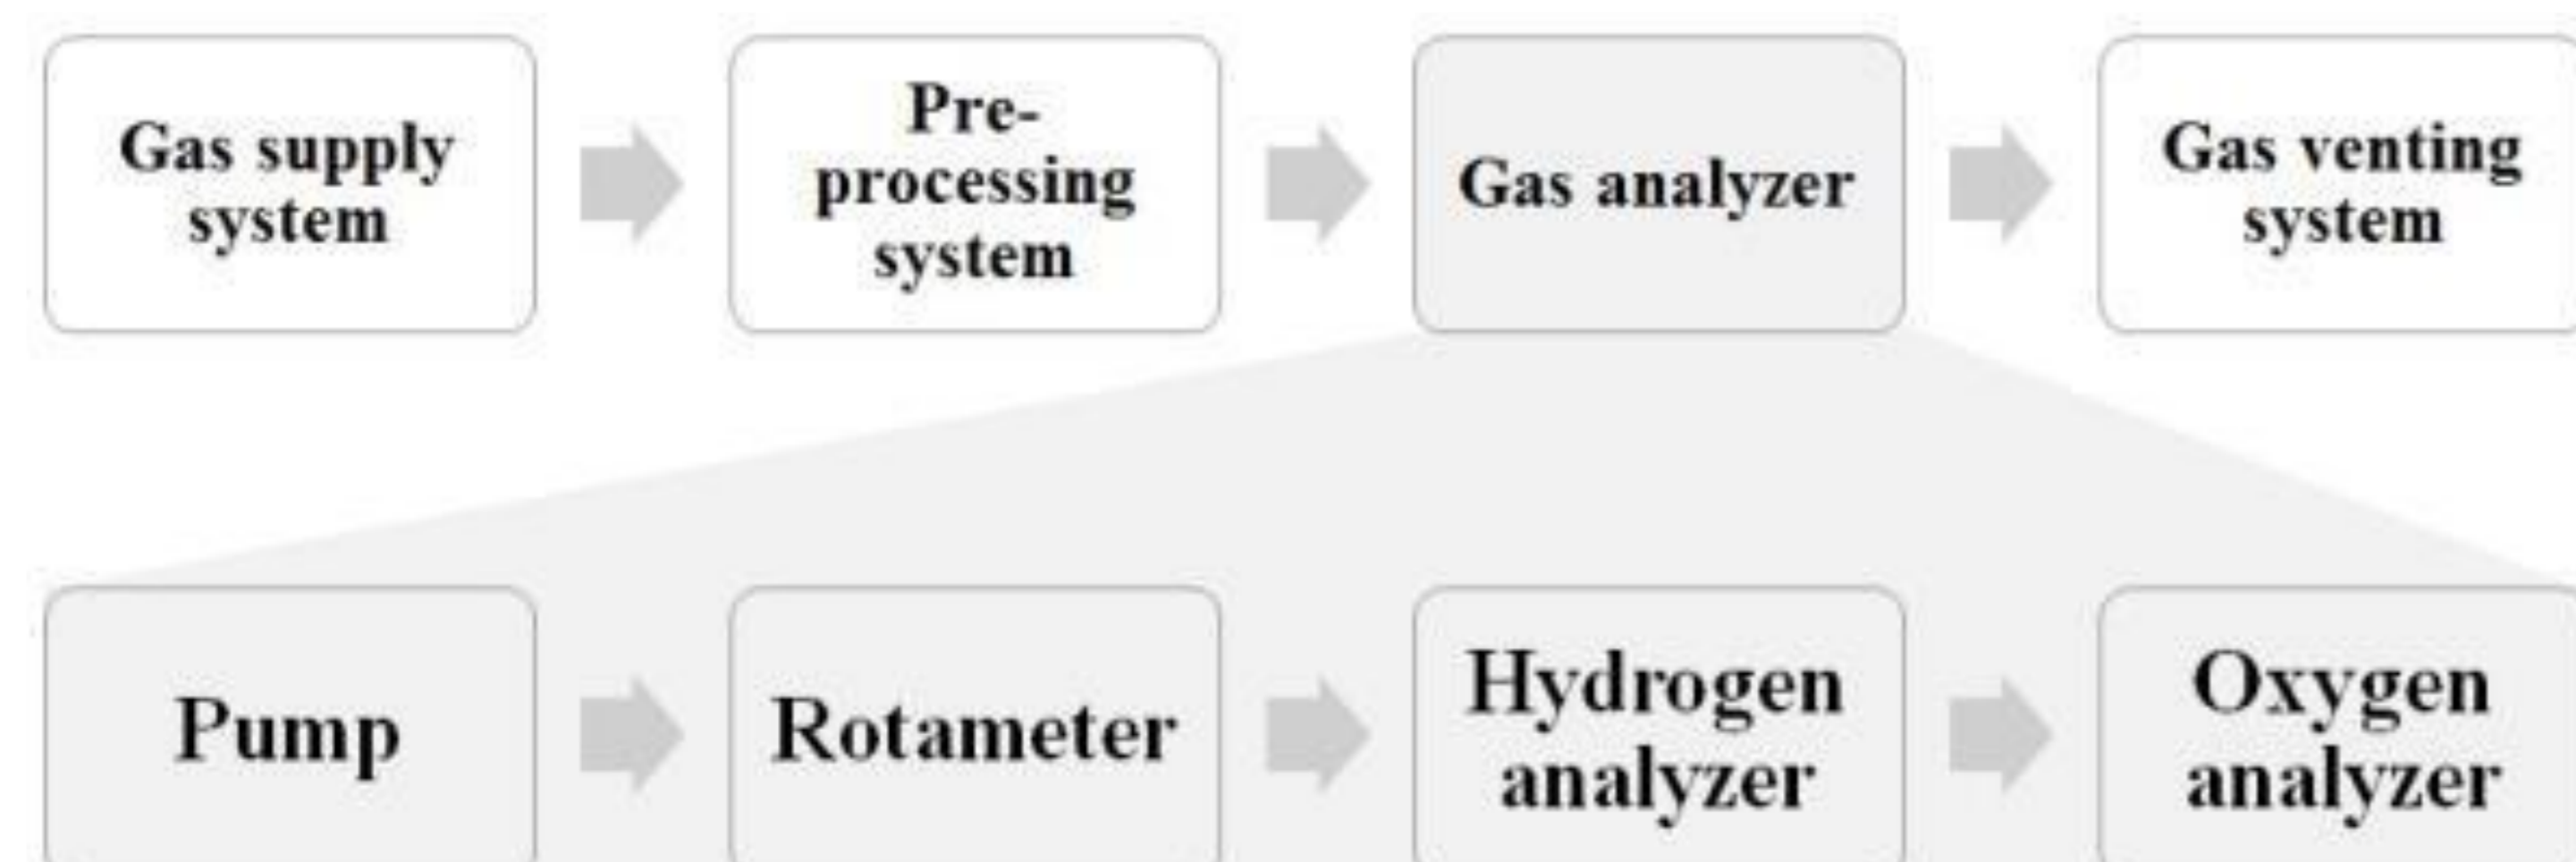 Gas supply
system
Pre-
processing
system
Gas analyzer
Gas venting
system
Pump
Rotameter
Hydrogen
analyzer
Oxygen
analyzer